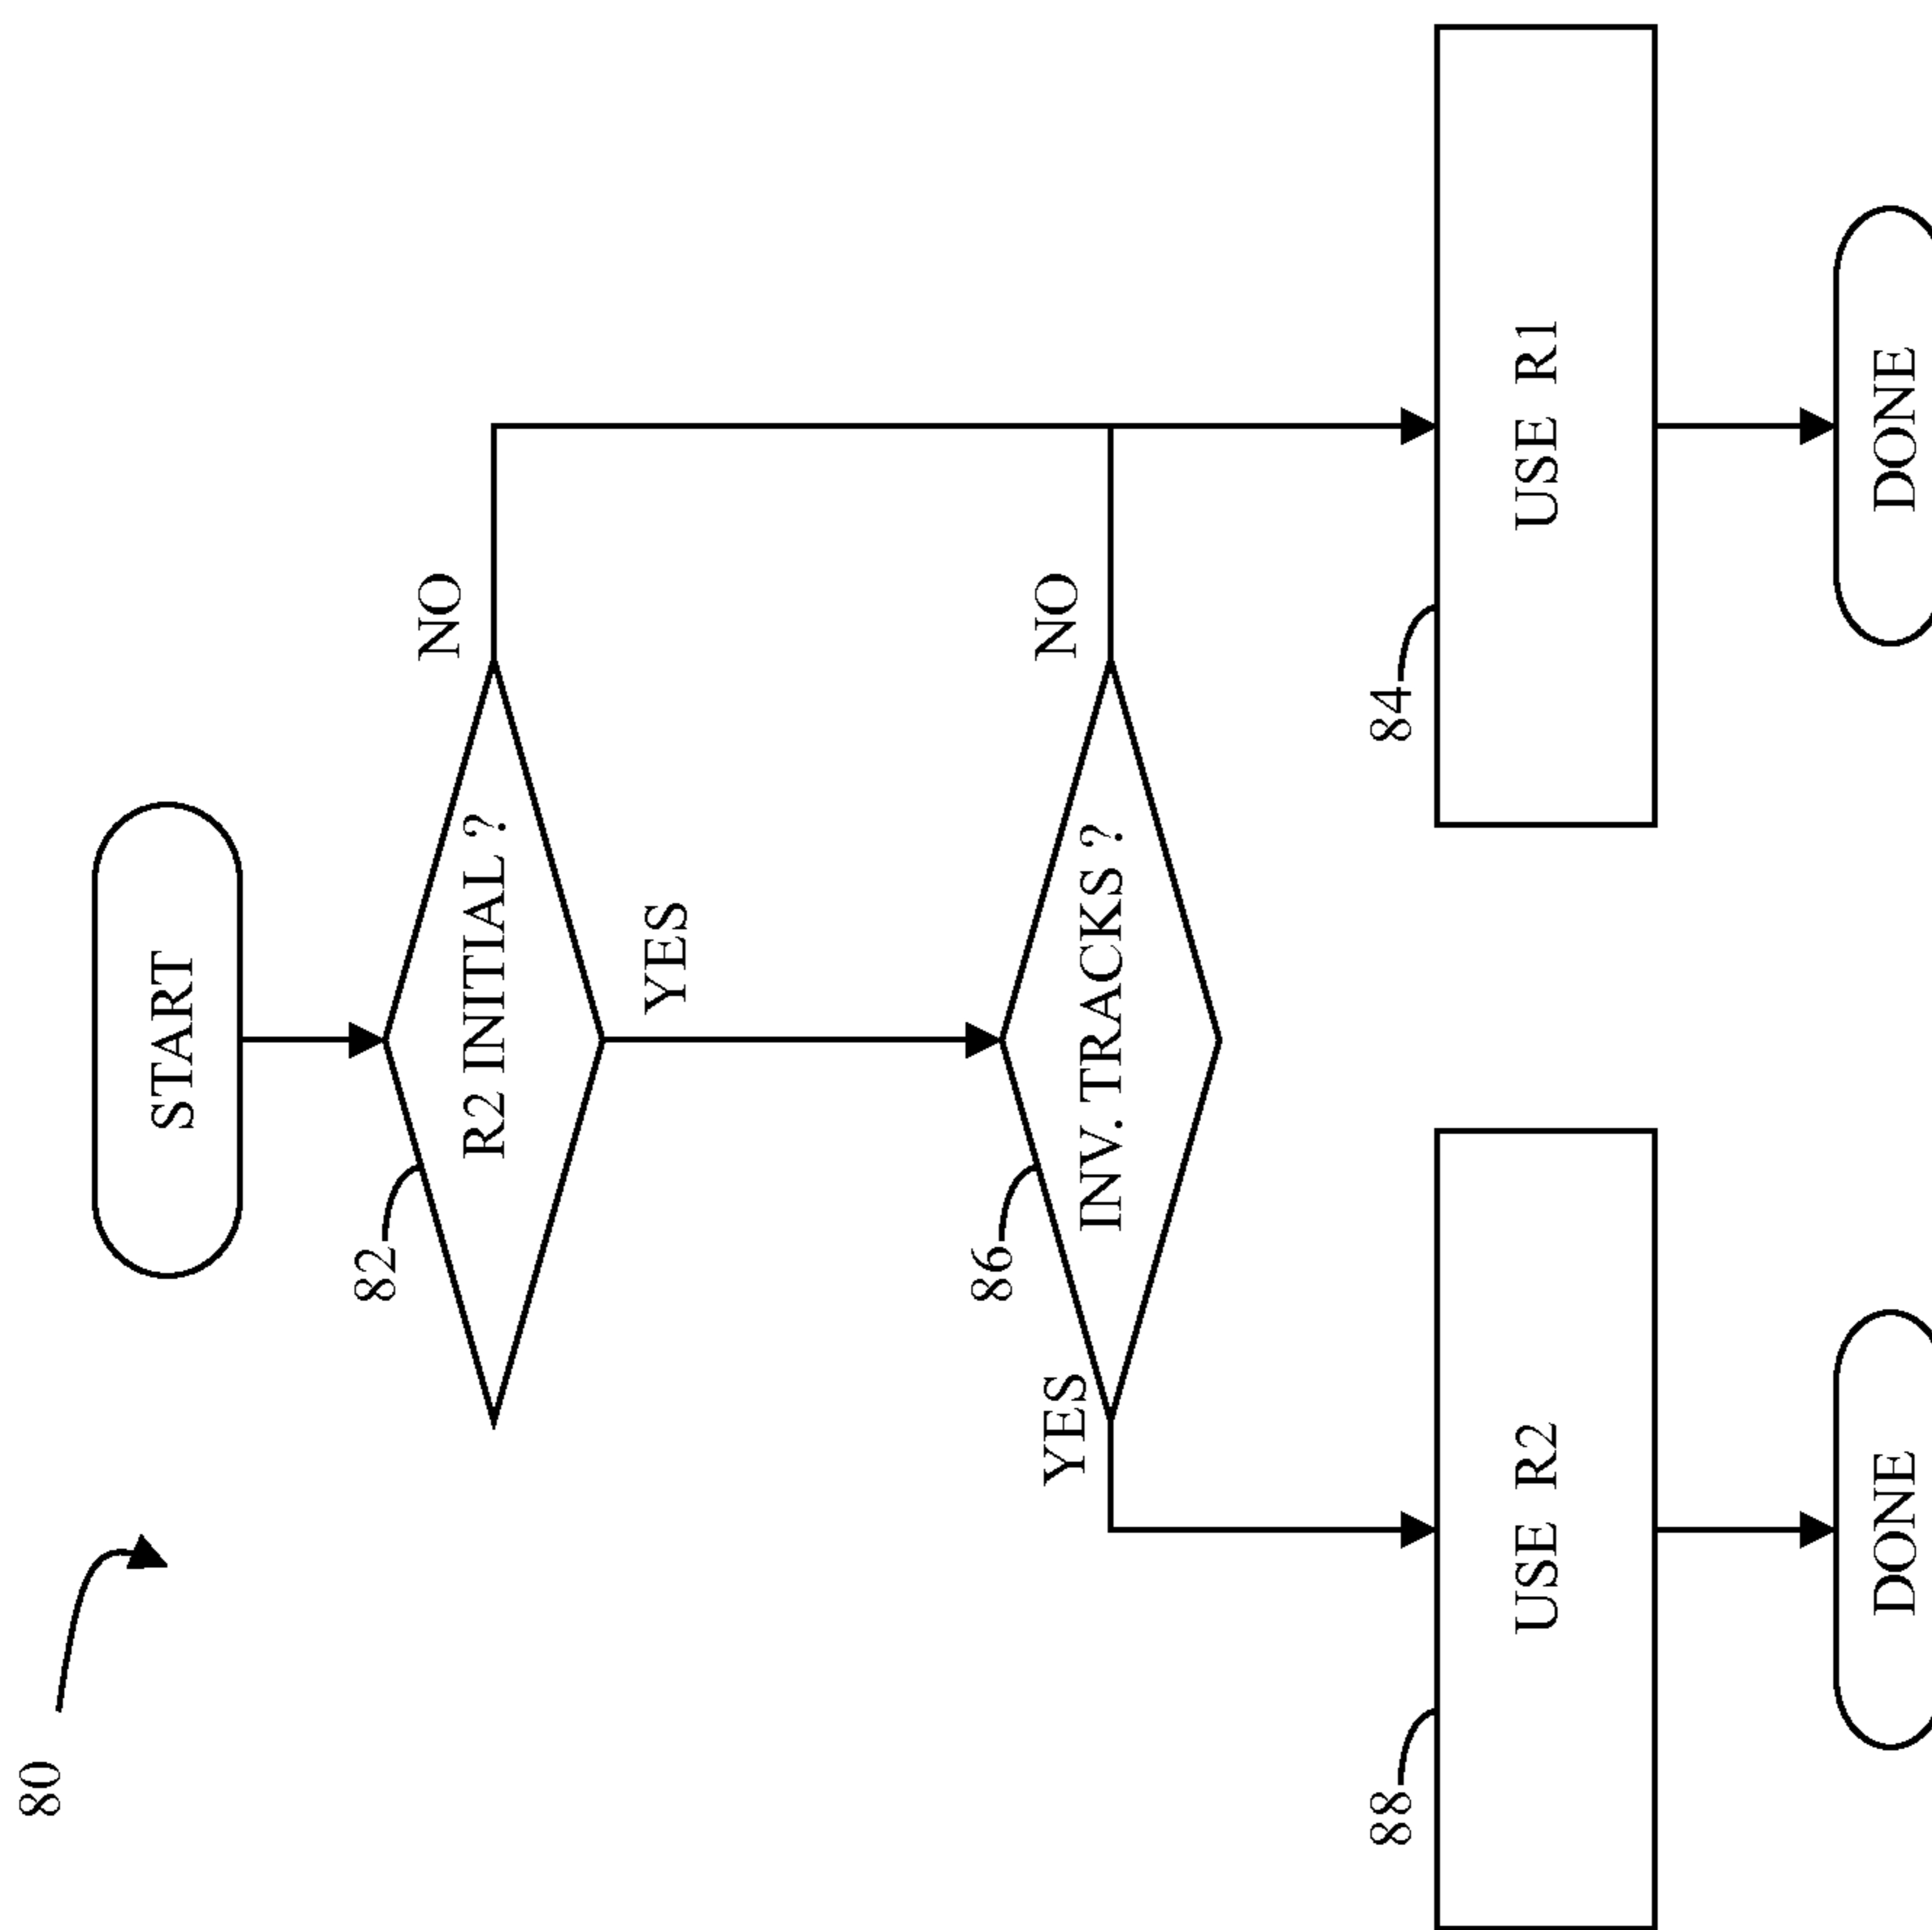 80
START
82
R2 INITIAL ?
NO
YES
86
INV. TRACKS ?
YES
NO
88
USE R2
84
USE R1
DONE
DONE